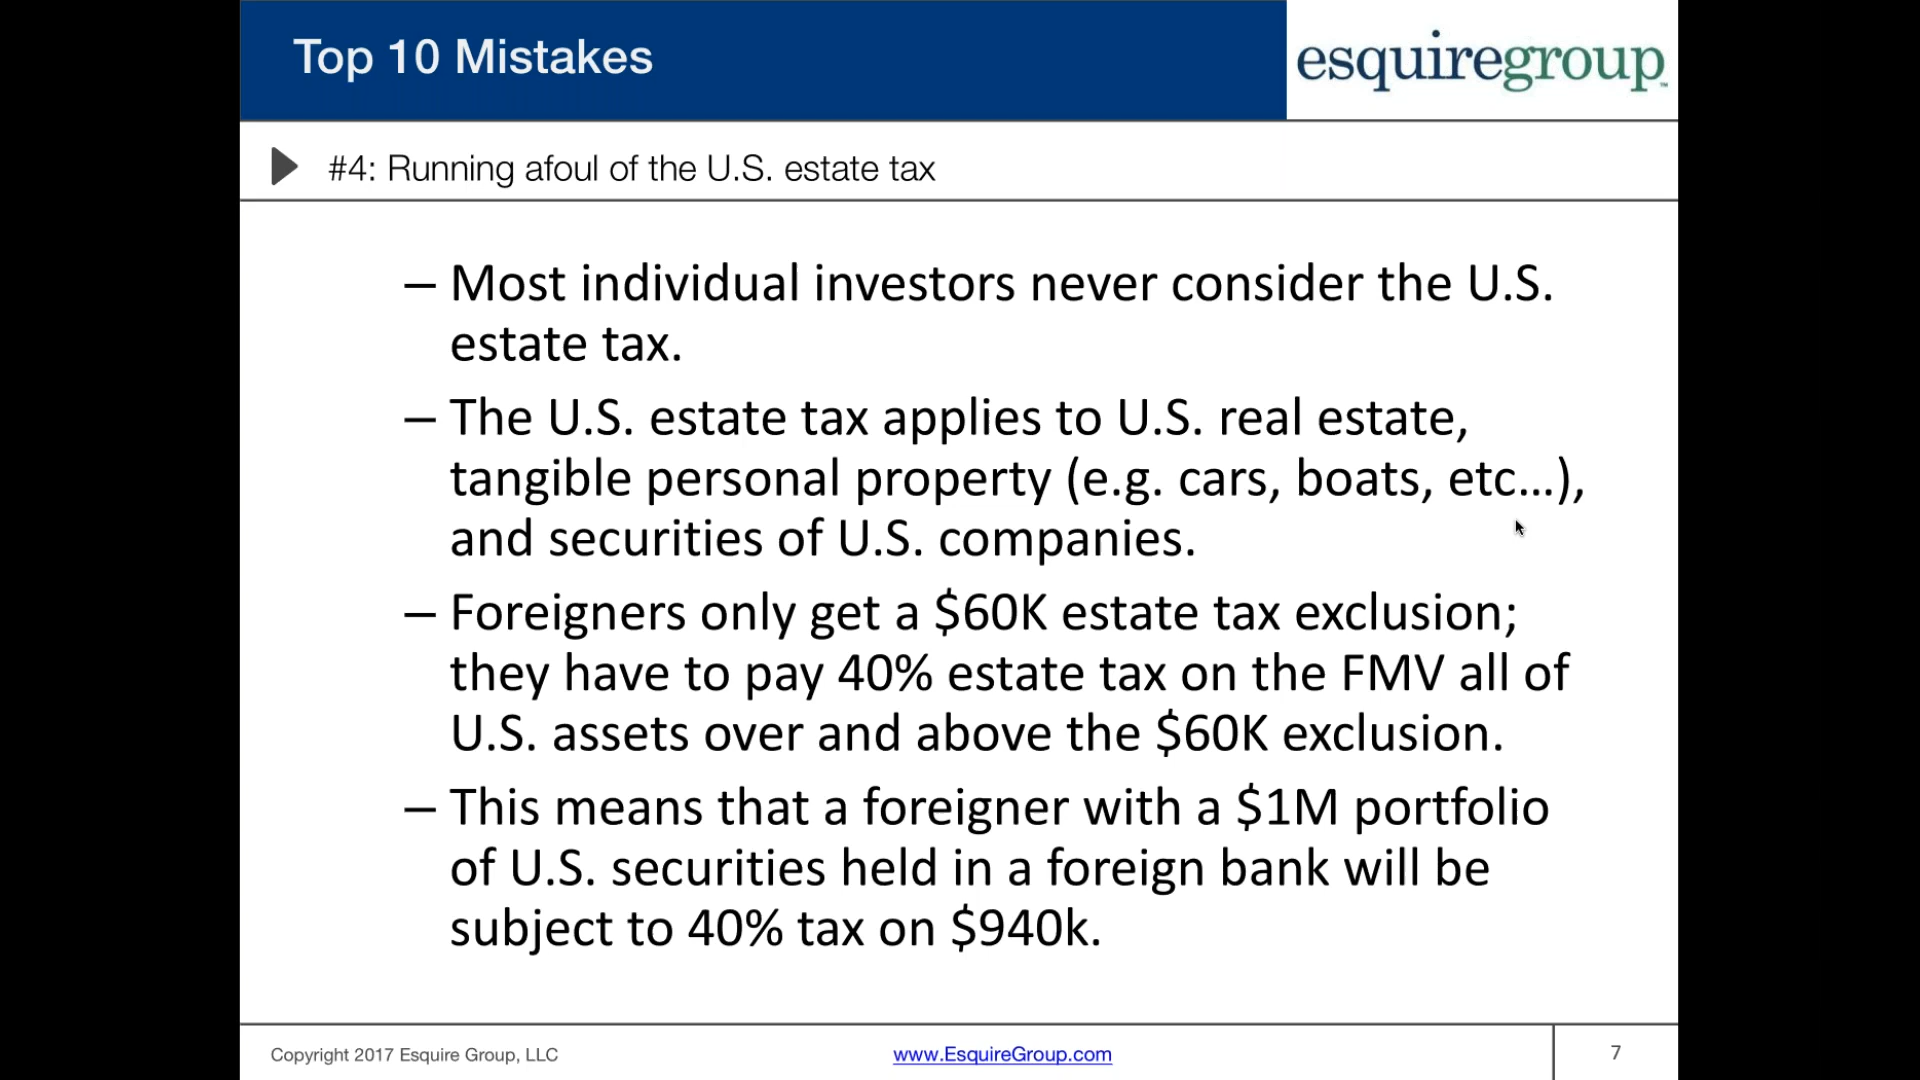 Top 10 Mistakes
esquiregroup™
#4: Running afoul of the U.S. estate tax
– Most individual investors never consider the U.S.
estate tax.
– The U.S. estate tax applies to U.S. real estate,
tangible personal property (e.g. cars, boats, etc...),
and securities of U.S. companies.
– Foreigners only get a $60K estate tax exclusion;
they have to pay 40% estate tax on the FMV all of
U.S. assets over and above the $60K exclusion.
– This means that a foreigner with a $1M portfolio
of U.S. securities held in a foreign bank will be
subject to 40% tax on $940k.
Copyright 2017 Esquire Group, LLC
www.EsquireGroup.com
7